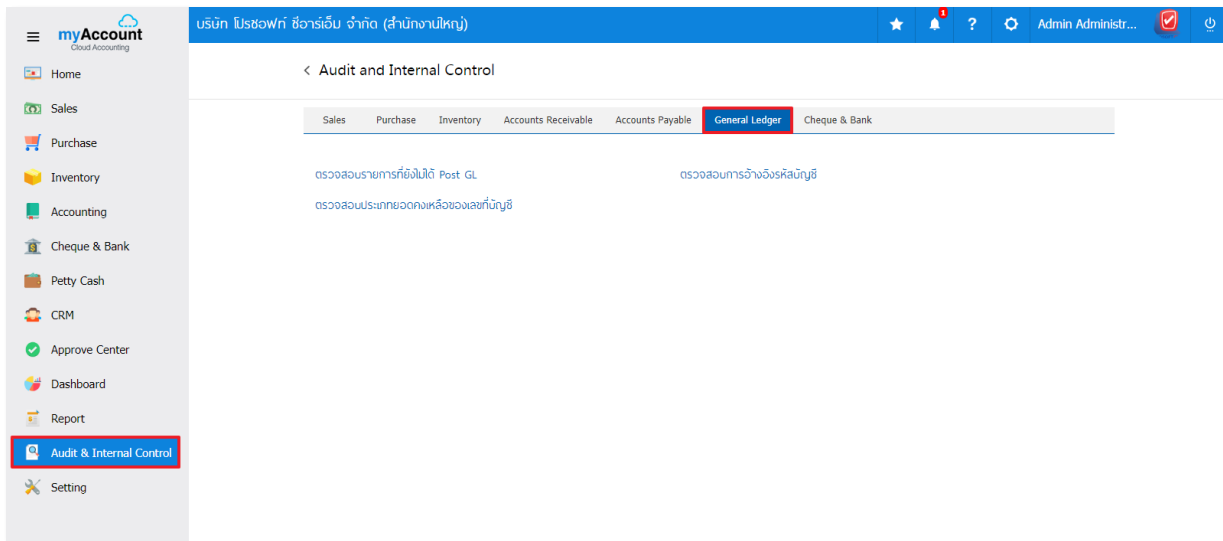 myAccount
Cloud Accounting
บริษัท โปรซอฟท์ ซีอาร์เอ็ม จำกัด (สำนักงานใหญ่)
1
?
Admin Administr...
Home
Sales
Purchase
Inventory
Accounting
Cheque & Bank
Petty Cash
CRM
Approve Center
Dashboard
Report
Audit & Internal Control
Setting
< Audit and Internal Control
Sales Purchase Inventory Accounts Receivable Accounts Payable General Ledger Cheque & Bank
ตรวจสอบรายการที่ยังไม่ได้ Post GL ตรวจสอบการอ้างอิงรหัสบัญชี
ตรวจสอบประเภทยอดคงเหลือของเลขที่บัญชี